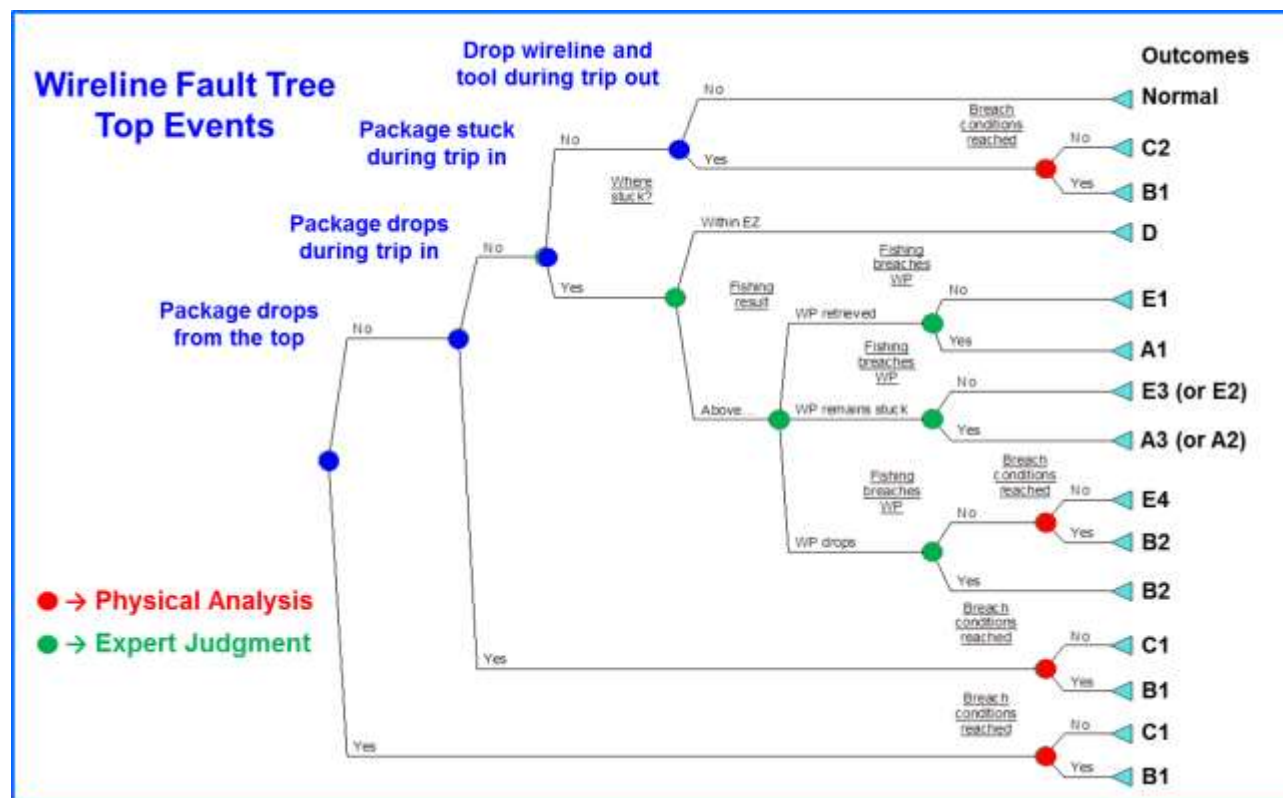 Drop wireline and
tool during trip out
Outcomes
Wireline Fault Tree
Top Events
No
Normal
Breach
conditions
reached
No
C2
Package stuck
during trip in
No
Yes
Yes
B1
Where
stuck?
Package drops
during trip in
No
Within EZ
D
Yes
Fishing
result
Fishing
breaches
WP
No
E1
WP retrieved
Yes
A1
Package drops
from the top
No
Fishing
breaches
WP
No
E3 (or E2)
Above...
WP remains stuck
Yes
A3 (or A2)
Fishing
breaches
WP
Breach
conditions
reached
No
E4
No
Yes
B2
WP drops
Yes
B2
→ Physical Analysis
→ Expert Judgment
Breach
conditions
reached
No
C1
Yes
Yes
B1
Breach
conditions
reached
No
C1
Yes
Yes
B1